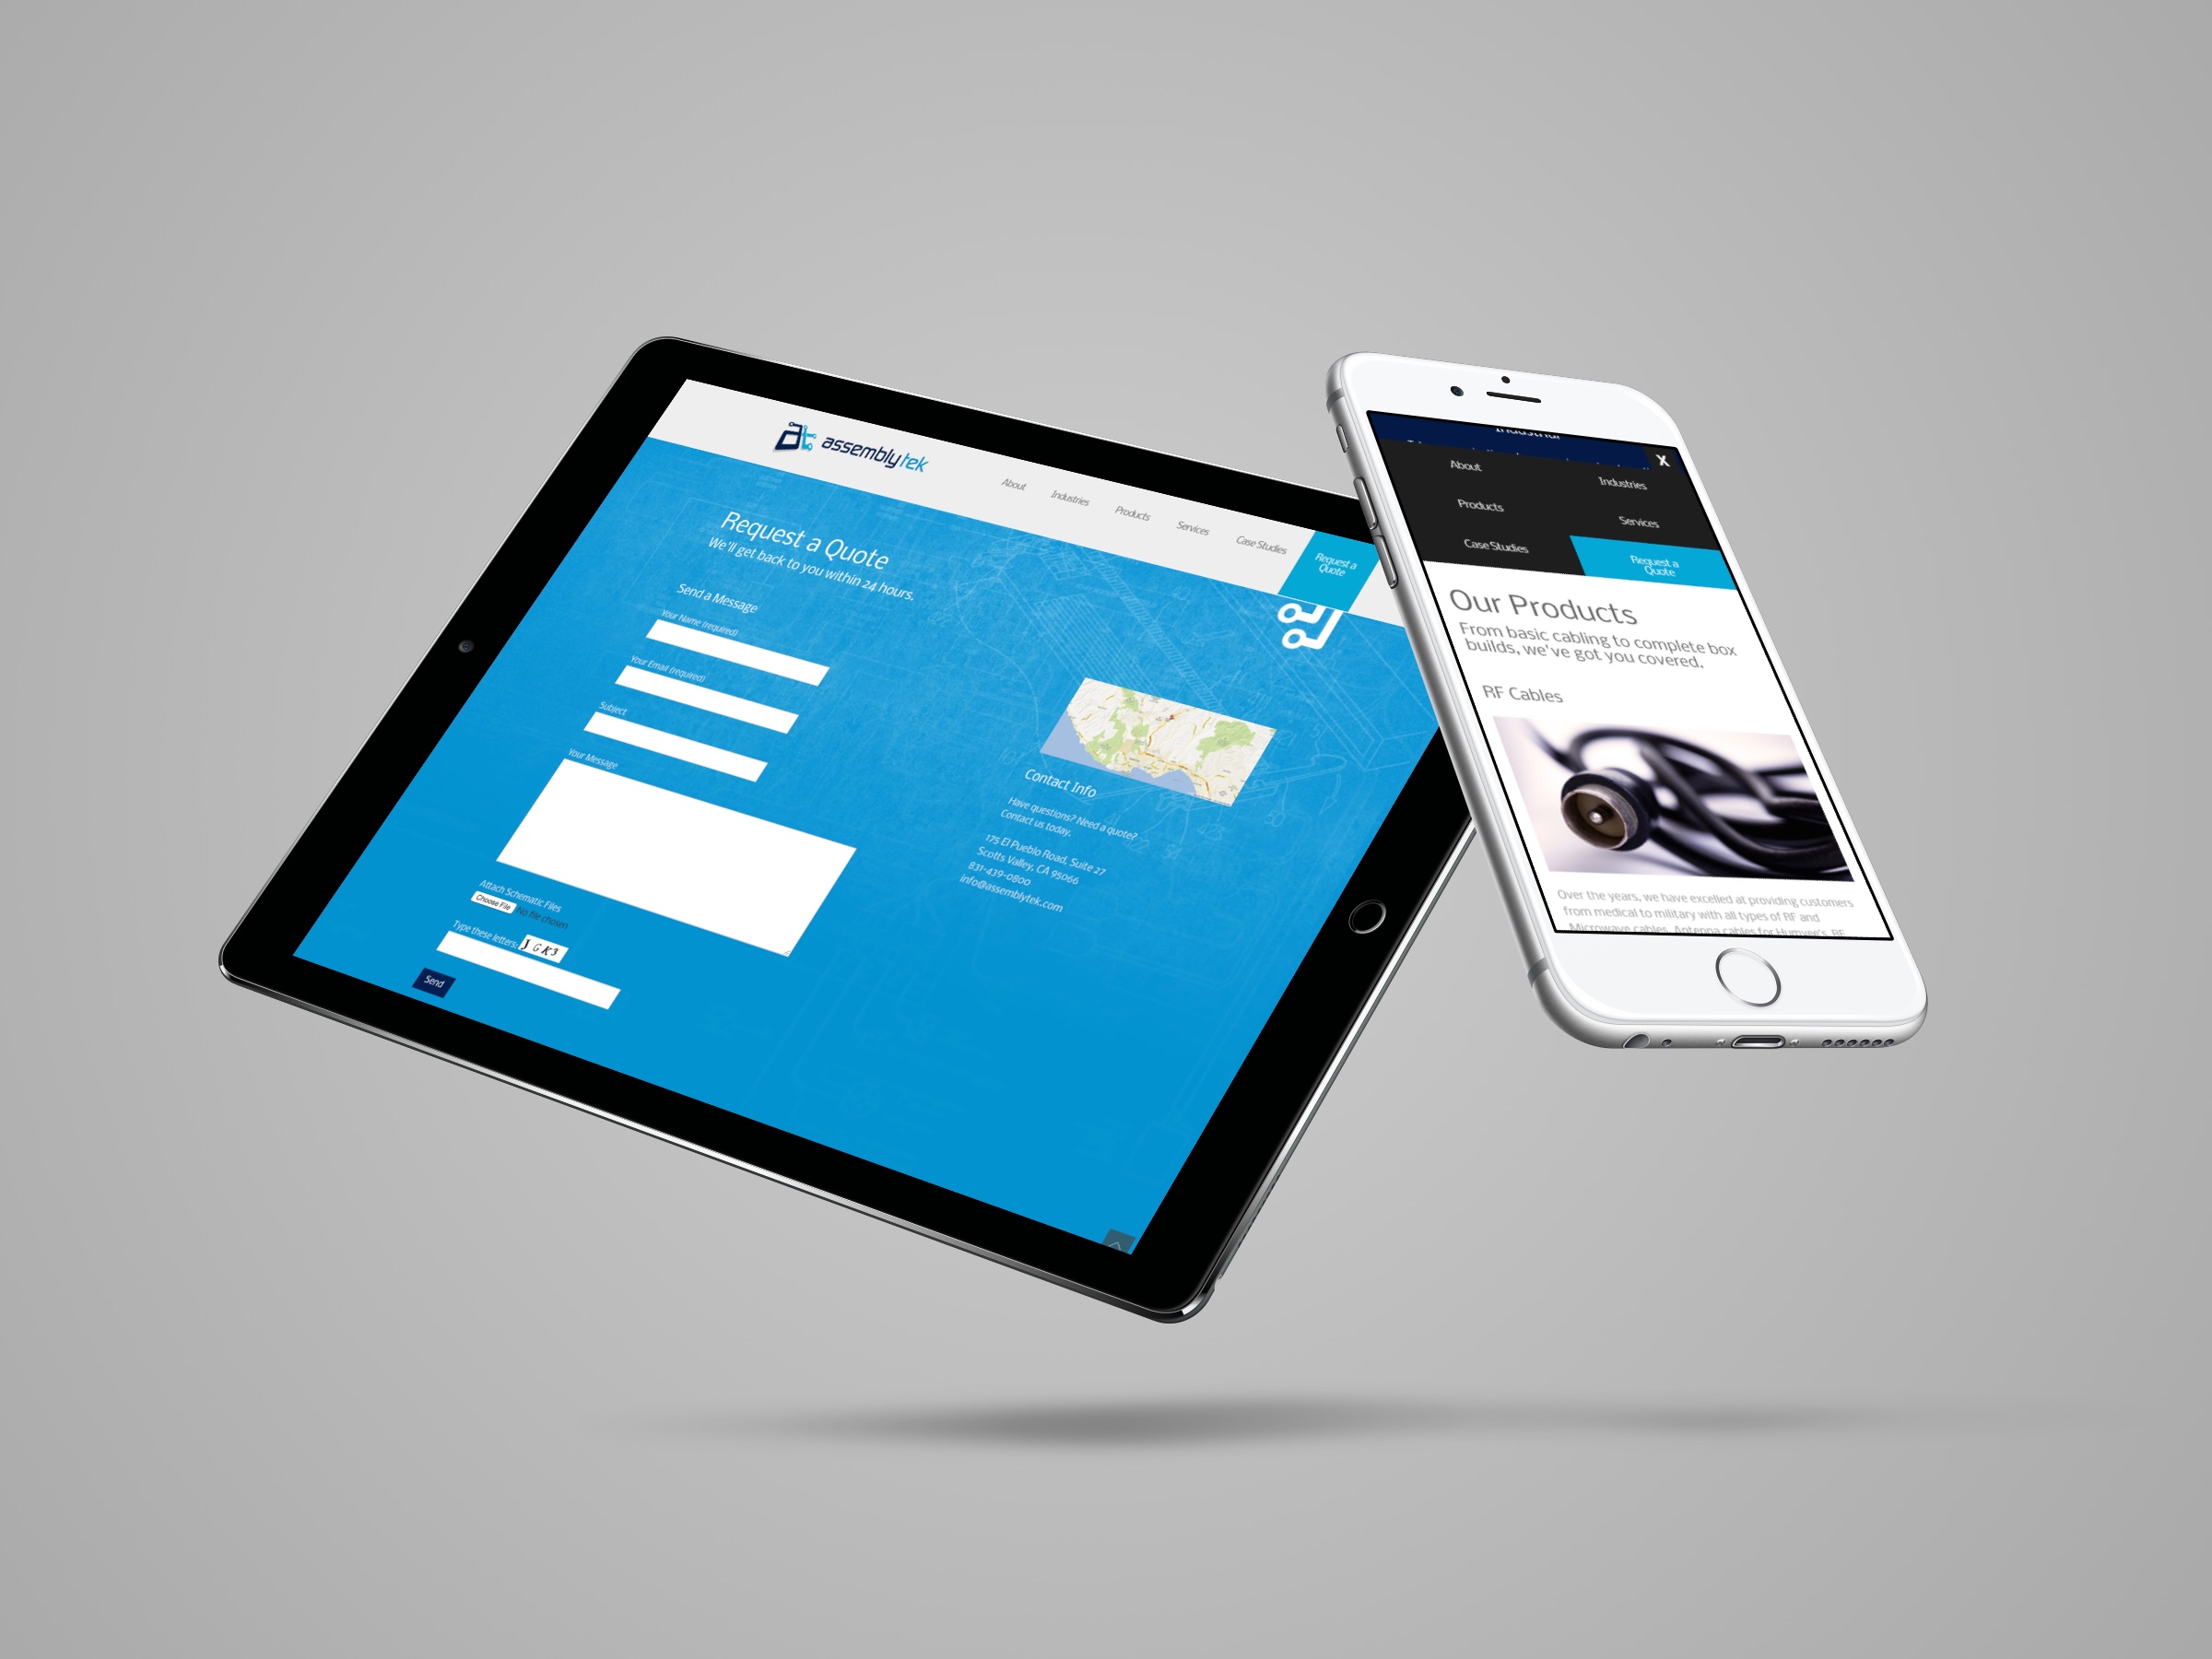 assemblytek
About
Industries
Products
Services
Case Studies
Request a
Quote
Request a Quote
We'll get back to you within 24 hours.
Send a Message
Your Name (required)
Your Email (required)
Subject
Your Message
Attach Schematic Files
Choose File No file chosen
Type these letters: J G K 3
Send
Contact Info
Have questions? Need a quote?
Contact us today.
175 El Pueblo Road, Suite 27
Scotts Valley, CA 95066
831-439-0800
info@assemblytek.com
X
About
Industries
Products
Services
Case Studies
Request a
Quote
Our Products
From basic cabling to complete box
builds, we've got you covered.
RF Cables
Over the years, we have excelled at providing customers
from medical to military with all types of RF and
Microwave cables. Antenna cables for Humvee's, RF